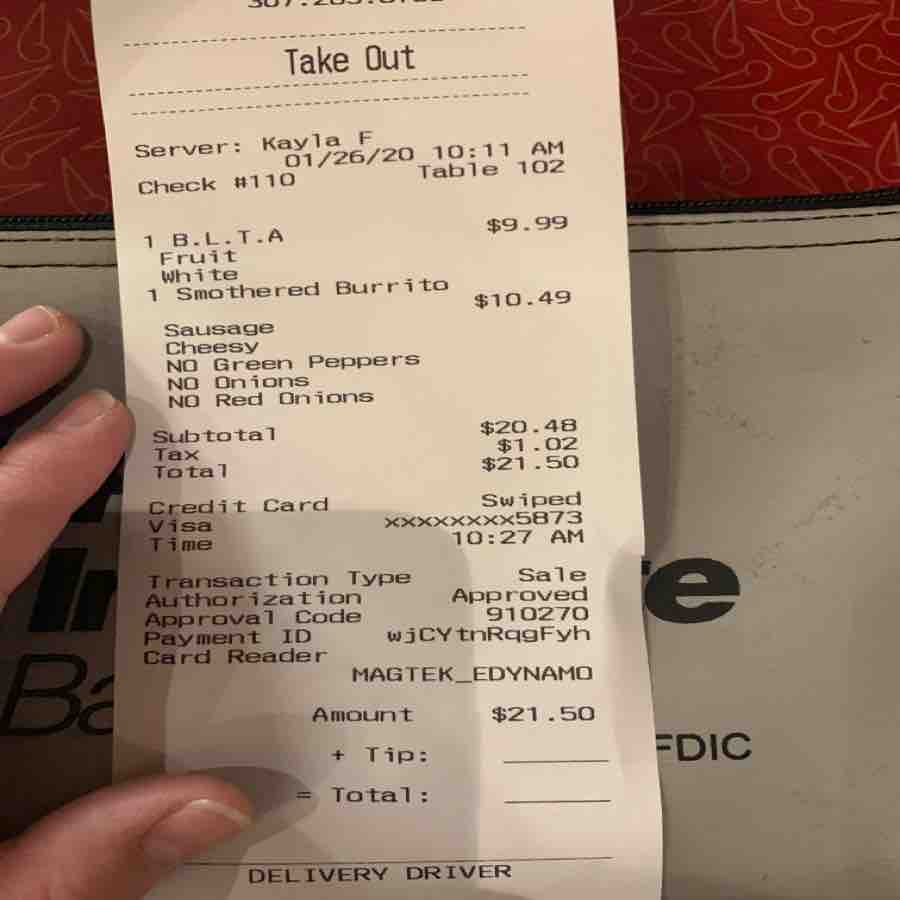 Take Out
Server: Kayla F
01/26/20 10:11 AM
Check #110 Table 102
1 B.L.T.A $9.99
Fruit
White
1 Smothered Burrito
$10.49
Sausage
Cheesy
NO Green Peppers
NO Onions
NO Red Onions
Subtotal $20.48
Tax $1.02
Total $21.50
Credit Card Swiped
Visa xxxxxxxx5873
Time 10:27 AM
Transaction Type Sale
Authorization Approved
Approval Code 910270
Payment ID wjCYtnRqgFyh
Card Reader
MAGTEK_EDYNAMO
Amount $21.50
+ Tip:
= Total:
DELIVERY DRIVER
FDIC